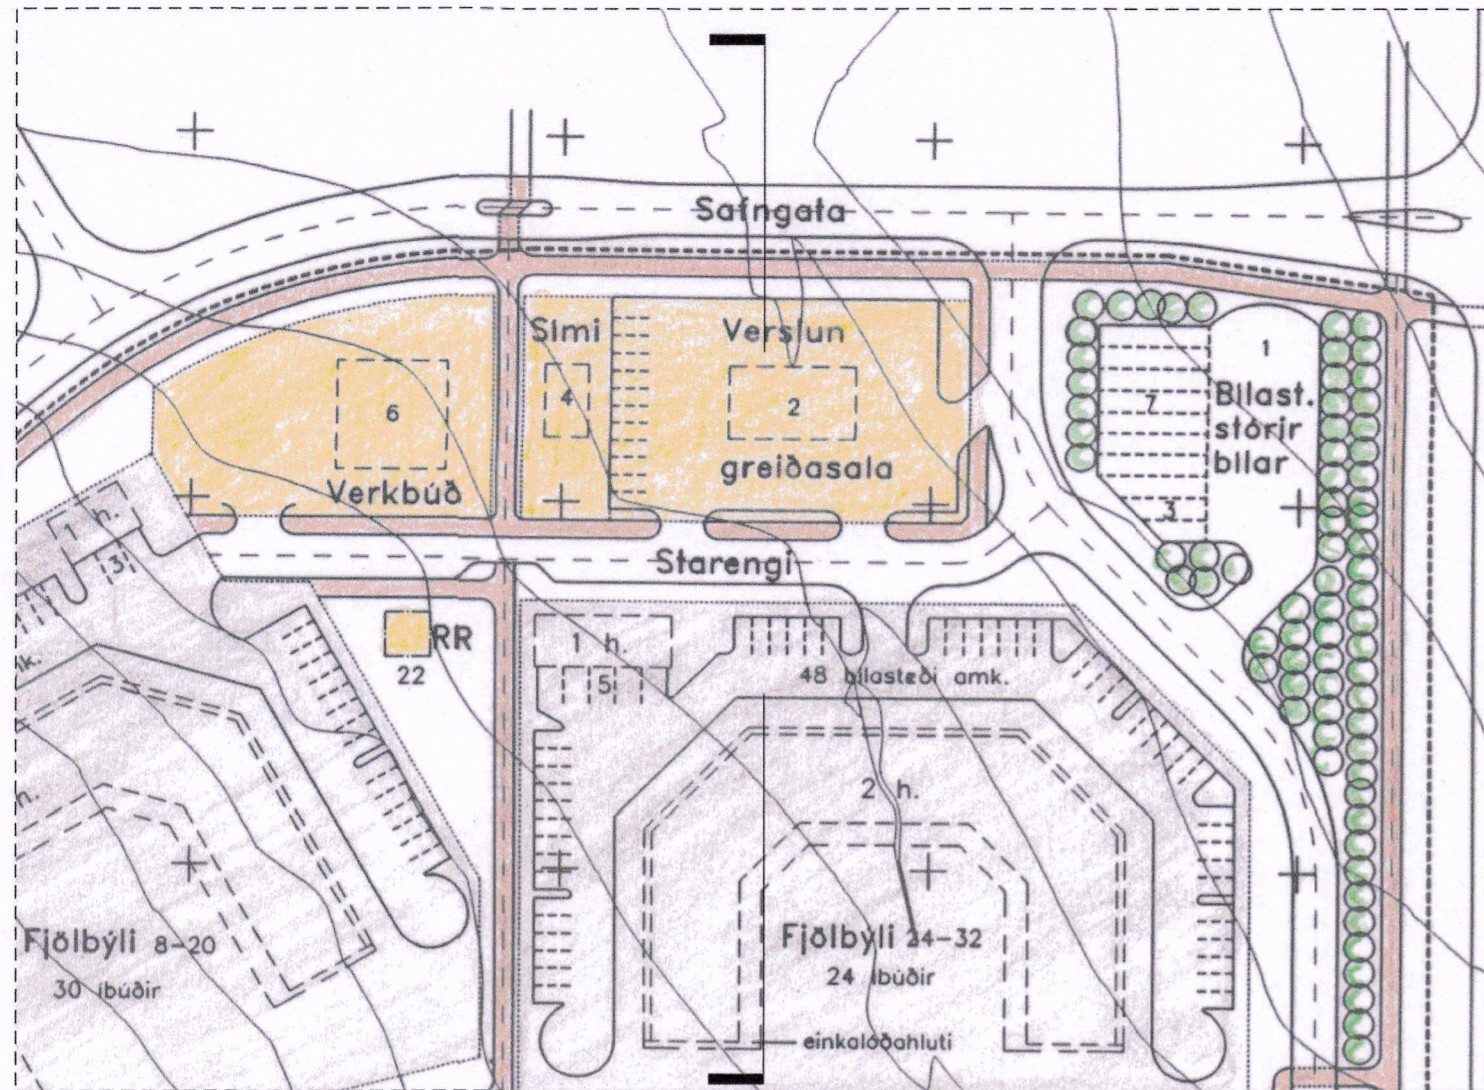 Safngata
Sími
Verslun
1
4
7
Bílast.
6
2
stórir
greiðasala
bílar
Verkbúð
1 h.
3
3
Starengi
RR
1 h.
22
5
48 bílastæði amk.
2 h.
Fjölbýli 8-20
Fjölbýli 24-32
30 íbúðir
24 íbúðir
einkalóðahluti